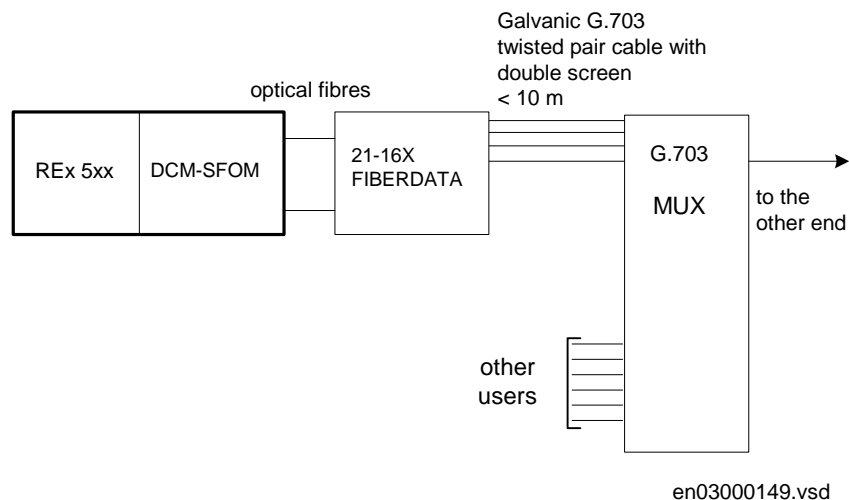 Galvanic G.703
twisted pair cable with
double screen
< 10 m
optical fibres
REx 5xx
DCM-SFOM
21-16X
FIBERDATA
G.703
MUX
to the
other end
other
users
en03000149.vsd